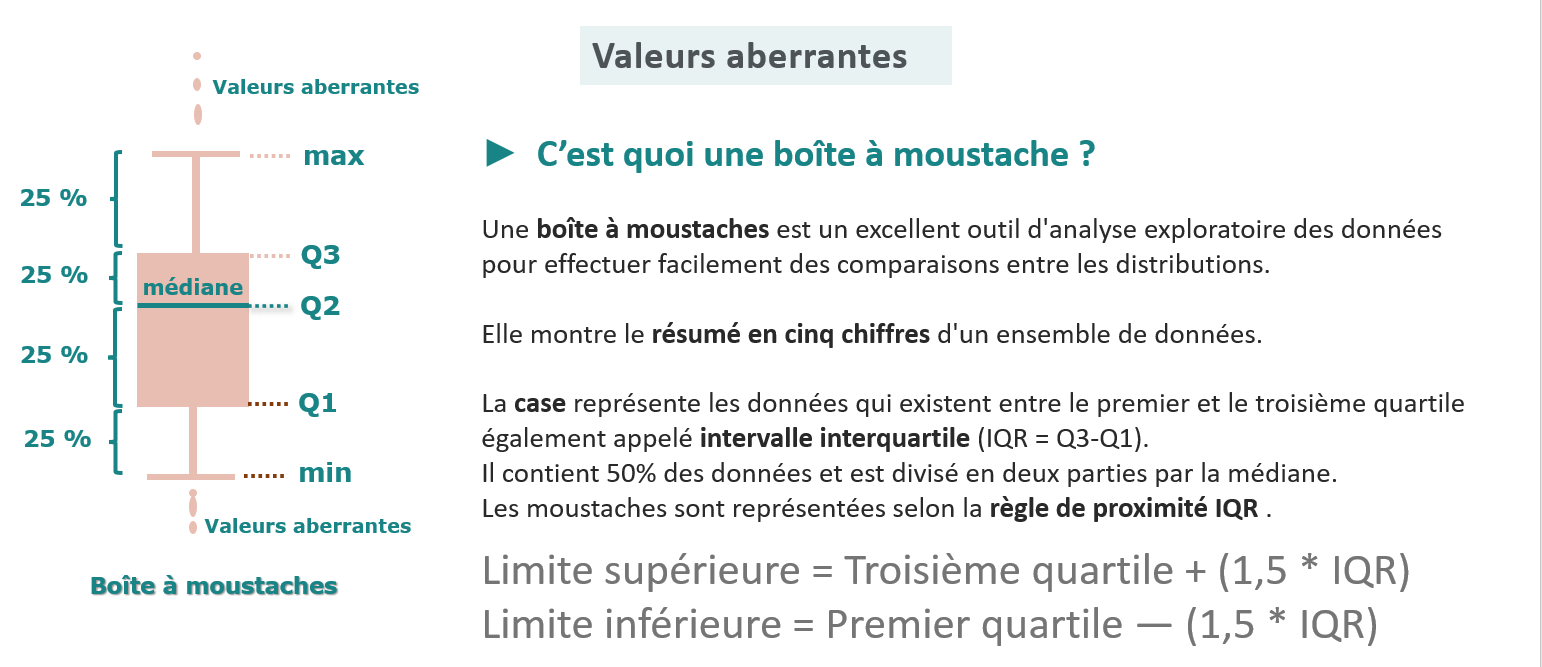 Valeurs aberrantes
Valeurs aberrantes
max
25 %
Q3
25 %
médiane
Q2
25 %
Q1
25 %
min
Valeurs aberrantes
Boîte à moustaches
► C’est quoi une boîte à moustache ?
Une boîte à moustaches est un excellent outil d'analyse exploratoire des données
pour effectuer facilement des comparaisons entre les distributions.
Elle montre le résumé en cinq chiffres d'un ensemble de données.
La case représente les données qui existent entre le premier et le troisième quartile
également appelé intervalle interquartile (IQR = Q3-Q1).
Il contient 50% des données et est divisé en deux parties par la médiane.
Les moustaches sont représentées selon la règle de proximité IQR .
Limite supérieure = Troisième quartile + (1,5 * IQR)
Limite inférieure = Premier quartile — (1,5 * IQR)